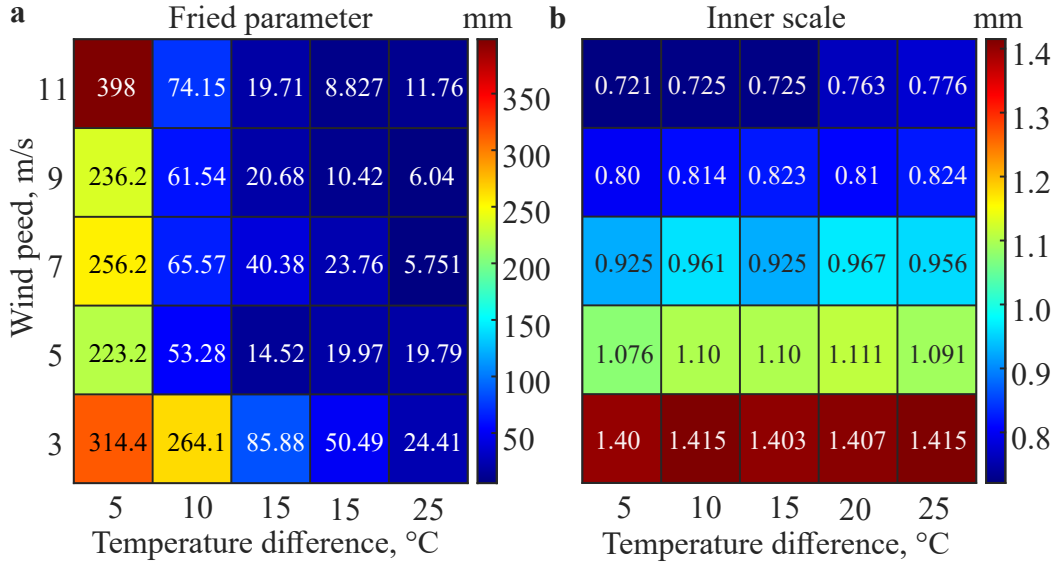 a Fried parameter mm
11 398 74.15 19.71 8.827 11.76
9 236.2 61.54 20.68 10.42 6.04
7 256.2 65.57 40.38 23.76 5.751
5 223.2 53.28 14.52 19.97 19.79
3 314.4 264.1 85.88 50.49 24.41
5 10 15 15 25
Wind peed, m/s
Temperature difference, °C
350
300
250
200
150
100
50
b Inner scale mm
0.721 0.725 0.725 0.763 0.776
0.80 0.814 0.823 0.81 0.824
0.925 0.961 0.925 0.967 0.956
1.076 1.10 1.10 1.111 1.091
1.40 1.415 1.403 1.407 1.415
5 10 15 20 25
Temperature difference, °C
1.4
1.3
1.2
1.1
1.0
0.9
0.8